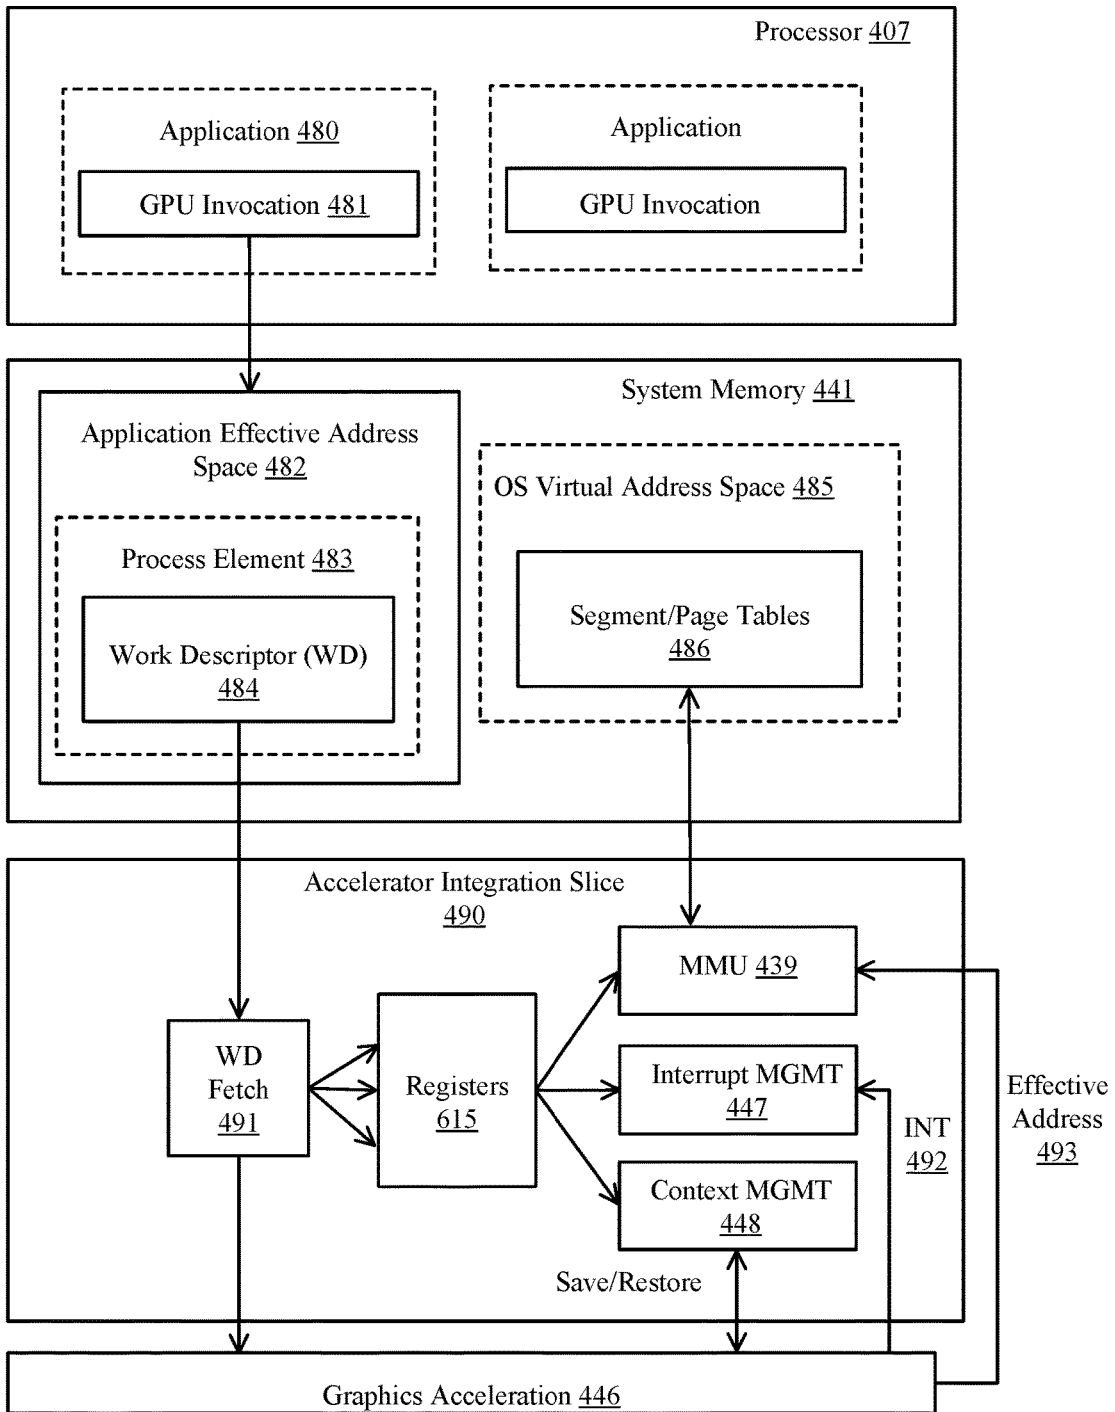 Processor 407
Application 480
Application
GPU Invocation 481
GPU Invocation
System Memory 441
Application Effective Address
Space 482
OS Virtual Address Space 485
Process Element 483
Segment/Page Tables
486
Work Descriptor (WD)
484
Accelerator Integration Slice
490
MMU 439
WD
Fetch
491
Registers
615
Interrupt MGMT
447
Effective
Address
493
INT
492
Context MGMT
448
Save/Restore
Graphics Acceleration 446